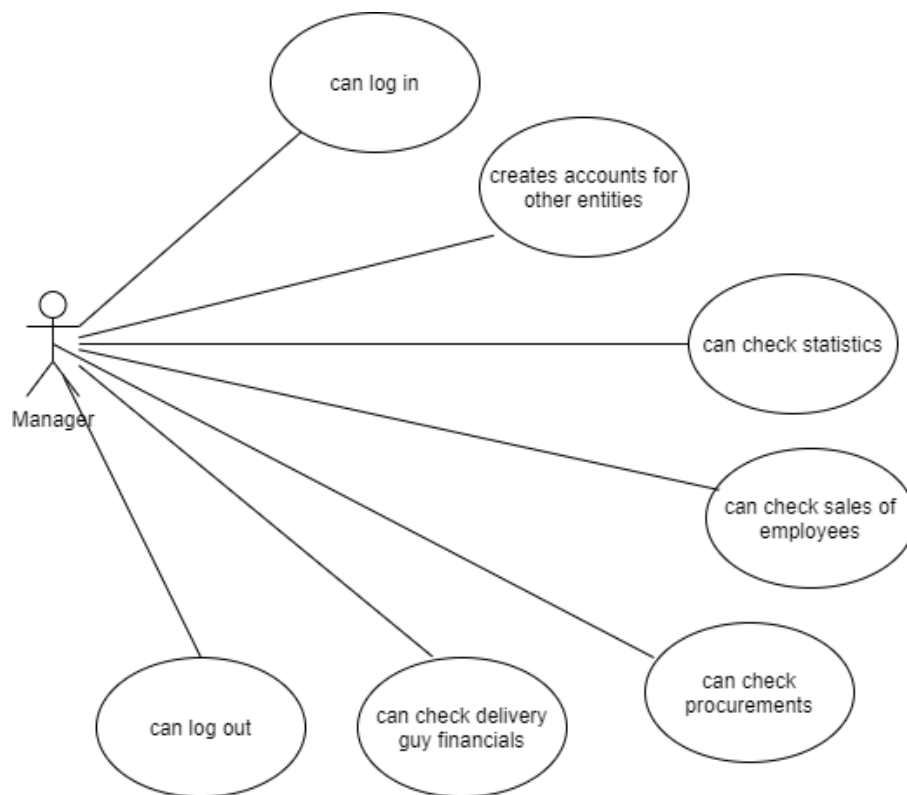 can log in
creates accounts for
other entities
can check statistics
Manager
can check sales of
employees
can check
procurements
can check delivery
guy financials
can log out